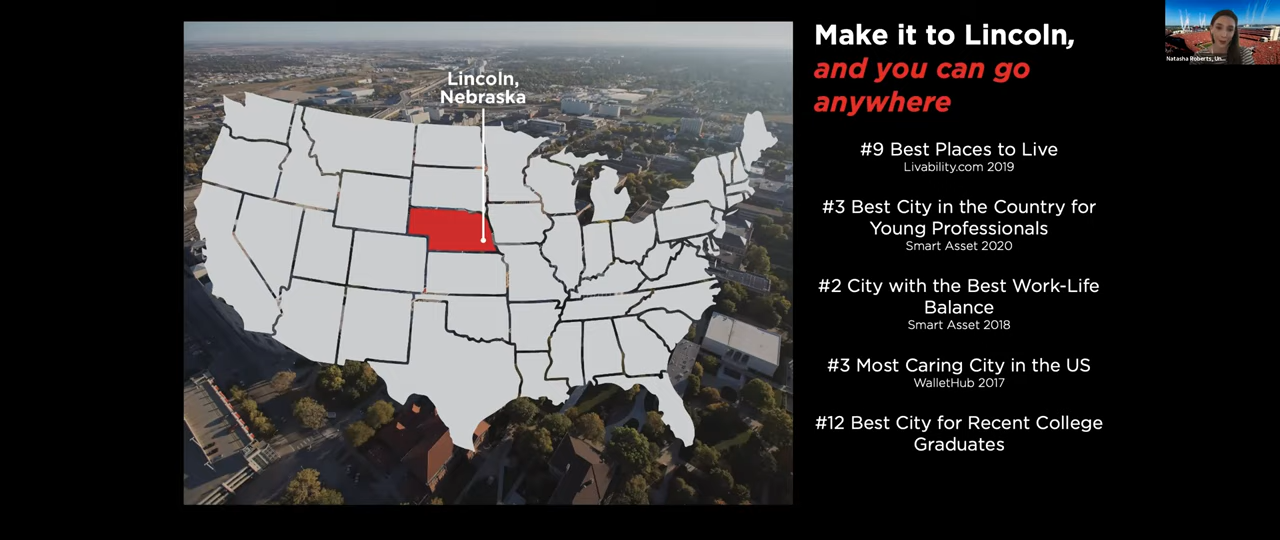 Lincoln,
Nebraska
Make it to Lincoln,
and you can go
anywhere
#9 Best Places to Live
Livability.com 2019
#3 Best City in the Country for
Young Professionals
Smart Asset 2020
#2 City with the Best Work-Life
Balance
Smart Asset 2018
#3 Most Caring City in the US
WalletHub 2017
#12 Best City for Recent College
Graduates
Natasha Roberts, Un...